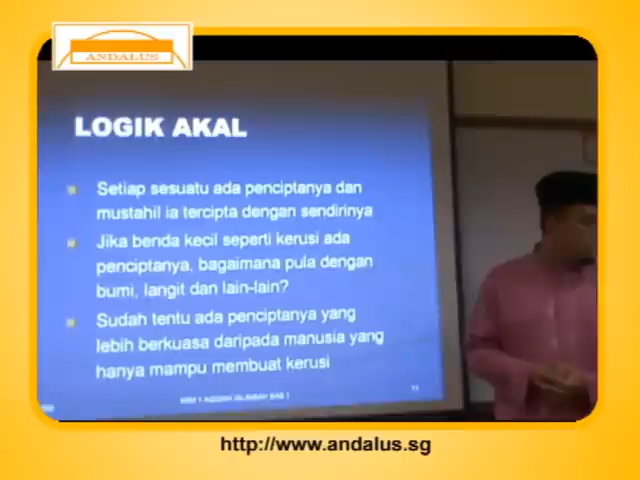 ANDALUS
LOGIK AKAL
Setiap sesuatu ada penciptanya dan
mustahil ia tercipta dengan sendirinya
Jika benda kecil seperti kerusi ada
penciptanya, bagaimana pula dengan
bumi, langit dan lain-lain?
Sudah tentu ada penciptanya yang
lebih berkuasa daripada manusia yang
hanya mampu membuat kerusi
http://www.andalus.sg